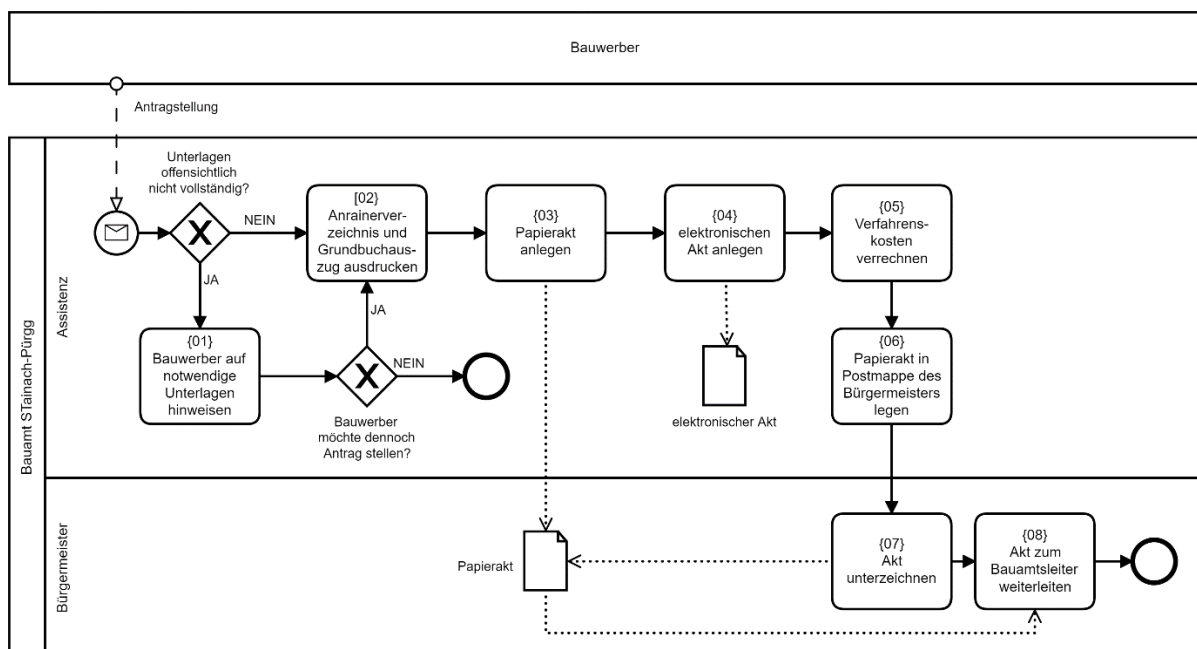 Bauwerber
Antragstellung
Bauamt STainach-Pürgg
Assistenz
Unterlagen
offensichtlich
nicht vollständig?
NEIN
JA
[02}
Anrainerver-
zeichnis und
Grundbuchaus-
zug ausdrucken
{03}
Papierakt
anlegen
{04}
elektronischen
Akt anlegen
{05}
Verfahrens-
kosten
verrechnen
{01}
Bauwerber auf
notwendige
Unterlagen
hinweisen
JA
NEIN
Bauwerber
möchte dennoch
Antrag stellen?
elektronischer Akt
{06}
Papierakt in
Postmappe des
Bürgermeisters
legen
Bürgermeister
Papierakt
{07}
Akt
unterzeichnen
{08}
Akt zum
Bauamtsleiter
weiterleiten